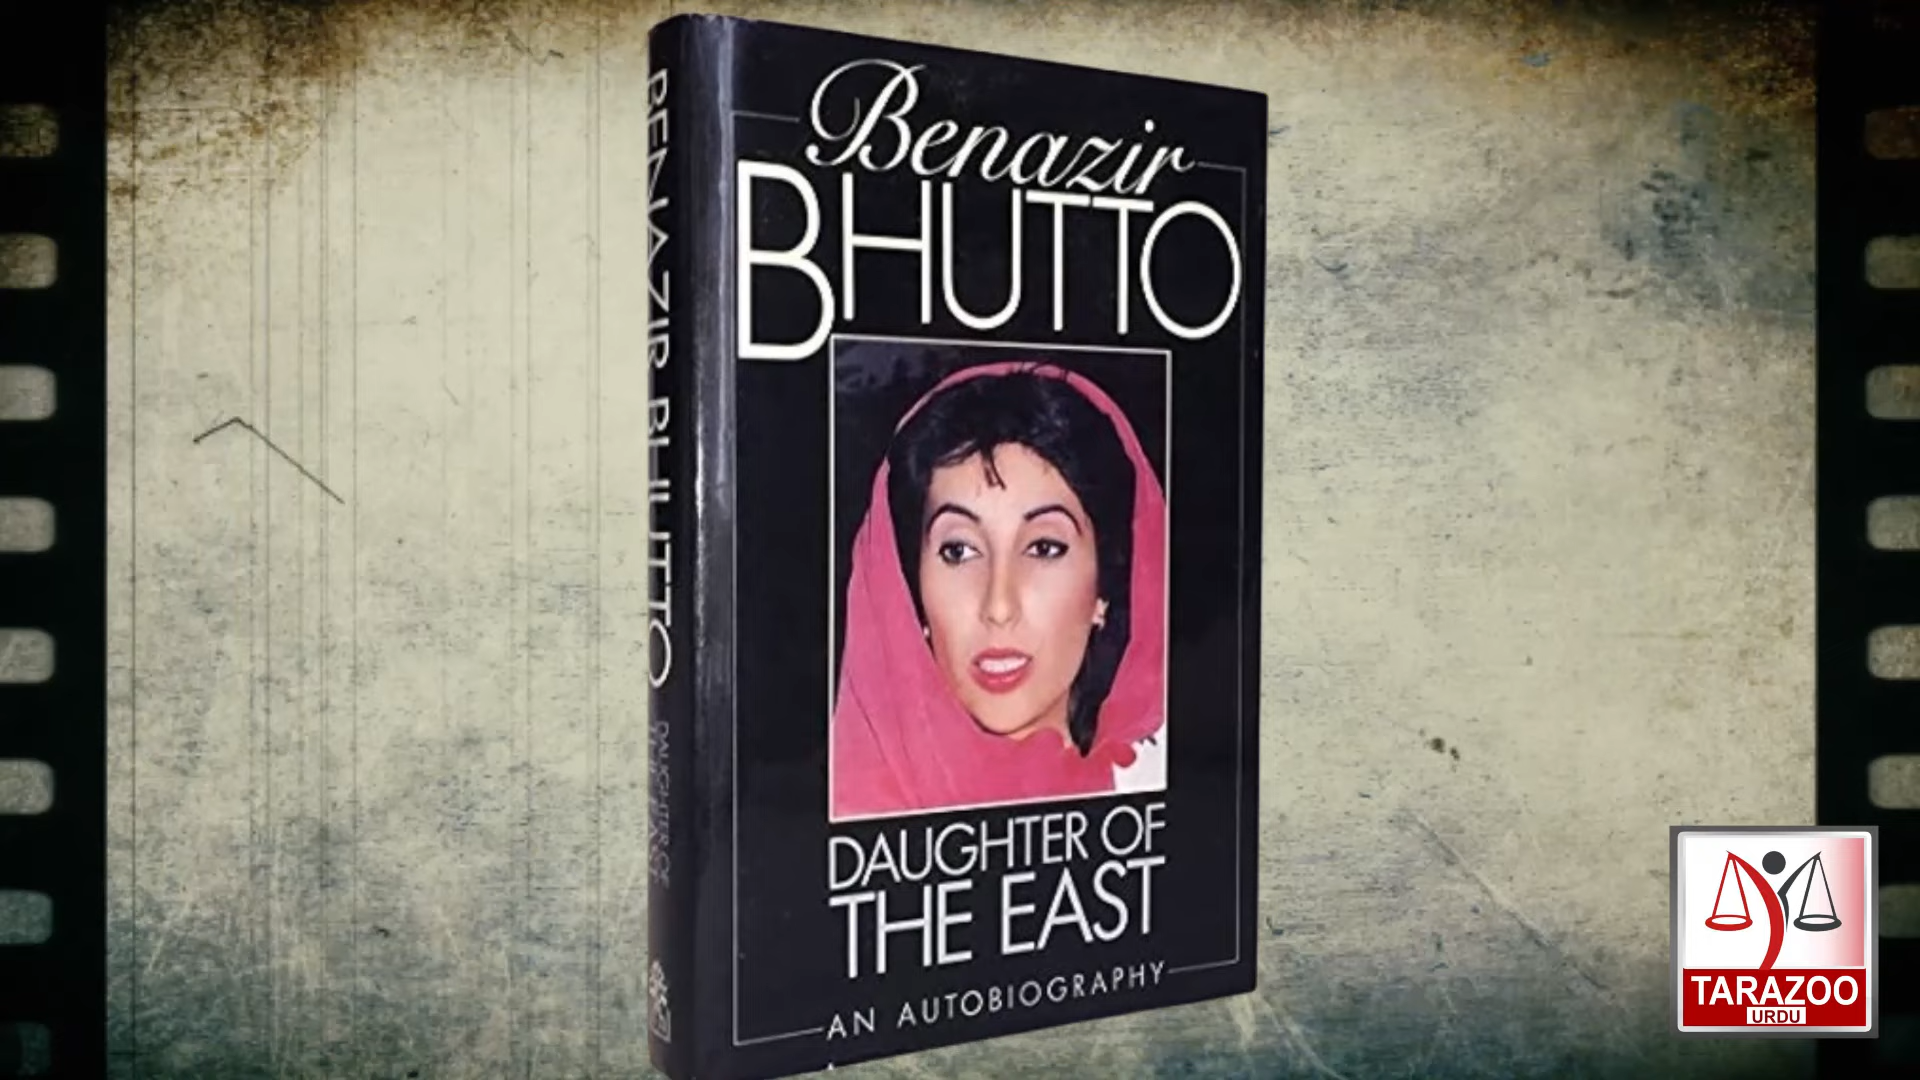 BENAZIR BHUTTO
DAUGHTER OF
THE EAST
Benazir
BHUTTO
DAUGHTER OF
THE EAST
AN AUTOBIOGRAPHY
TARAZOO
URDU